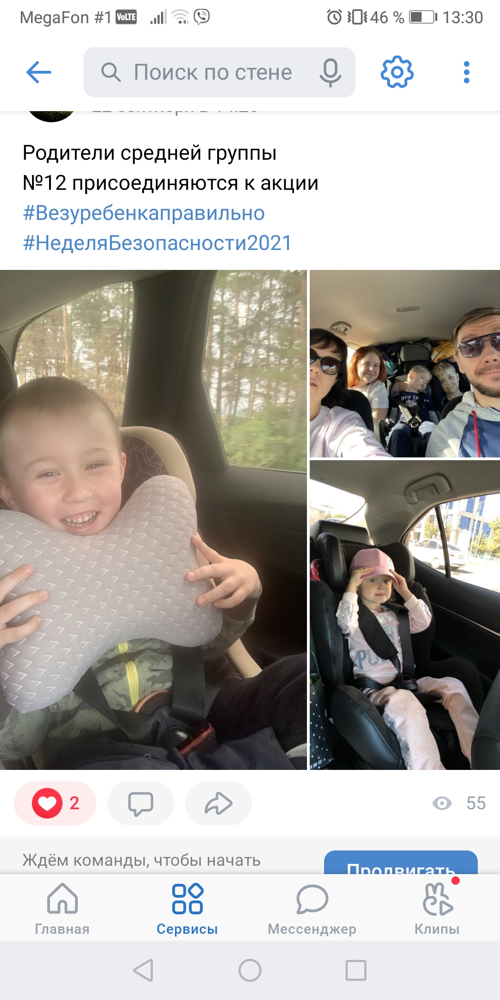 MegaFon #1 VoLTE 46 % 13:30
Поиск по стене
Родители средней группы
№12 присоединяются к акции
#Везуребенкаправильно
#НеделяБезопасности2021
2
55
Ждём команды, чтобы начать
Продвигать
Главная Сервисы Мессенджер Клипы